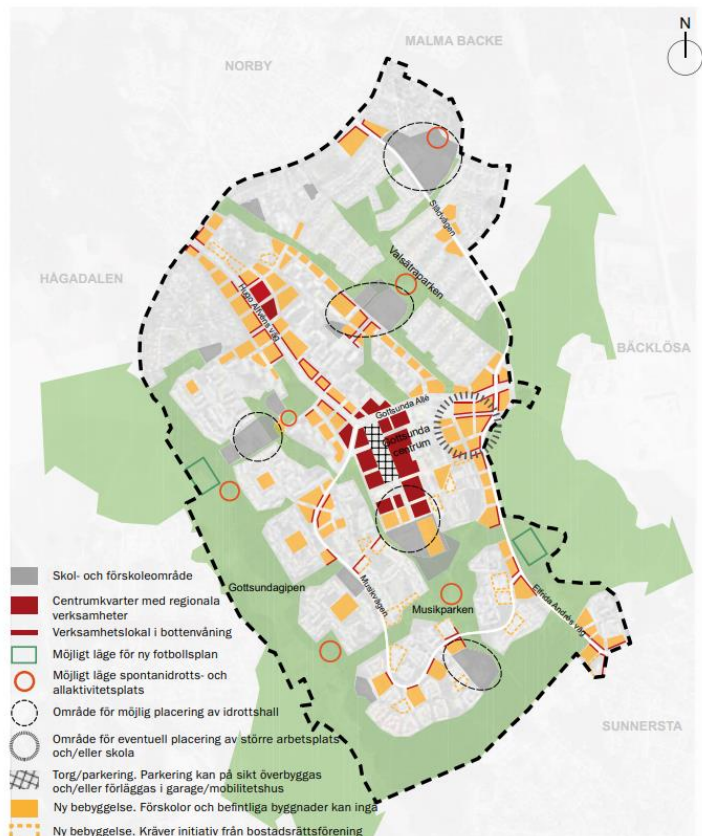 N
MALMA BACKE
NORBY
Slädvägen
Valsätraparken
HÅGADALEN
Hugo Alfvéns väg
BÄCKLÖSA
Gottsunda Allé
Gottsunda
centrum
Gottsundagipen
Musikvägen
Musikparken
Elfrida Andrés väg
SUNNERSTA
Skol- och förskoleområde
Centrumkvarter med regionala
verksamheter
Verksamhetslokal i bottenvåning
Möjligt läge för ny fotbollsplan
Möjligt läge spontanidrotts- och
allaktivitetsplats
Område för möjlig placering av idrottshall
Område för eventuell placering av större arbetsplats
och/eller skola
Torg/parkering. Parkering kan på sikt överbyggas
och/eller förläggas i garage/mobilitetshus
Ny bebyggelse. Förskolor och befintliga byggnader kan ingå
Ny bebyggelse. Kräver initiativ från bostadsrättsförening